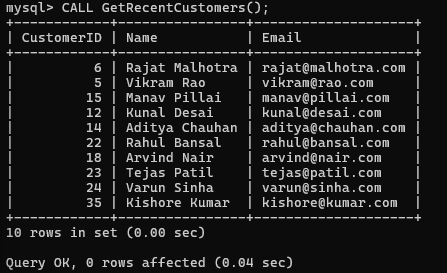 mysql> CALL GetRecentCustomers();
+------------+----------------+--------------------+
| CustomerID | Name           | Email              |
+------------+----------------+--------------------+
|          6 | Rajat Malhotra | rajat@malhotra.com |
|          5 | Vikram Rao     | vikram@rao.com     |
|         15 | Manav Pillai   | manav@pillai.com   |
|         12 | Kunal Desai    | kunal@desai.com    |
|         14 | Aditya Chauhan | aditya@chauhan.com |
|         22 | Rahul Bansal   | rahul@bansal.com   |
|         18 | Arvind Nair    | arvind@nair.com    |
|         23 | Tejas Patil    | tejas@patil.com    |
|         24 | Varun Sinha    | varun@sinha.com    |
|         35 | Kishore Kumar  | kishore@kumar.com  |
+------------+----------------+--------------------+
10 rows in set (0.00 sec)

Query OK, 0 rows affected (0.04 sec)